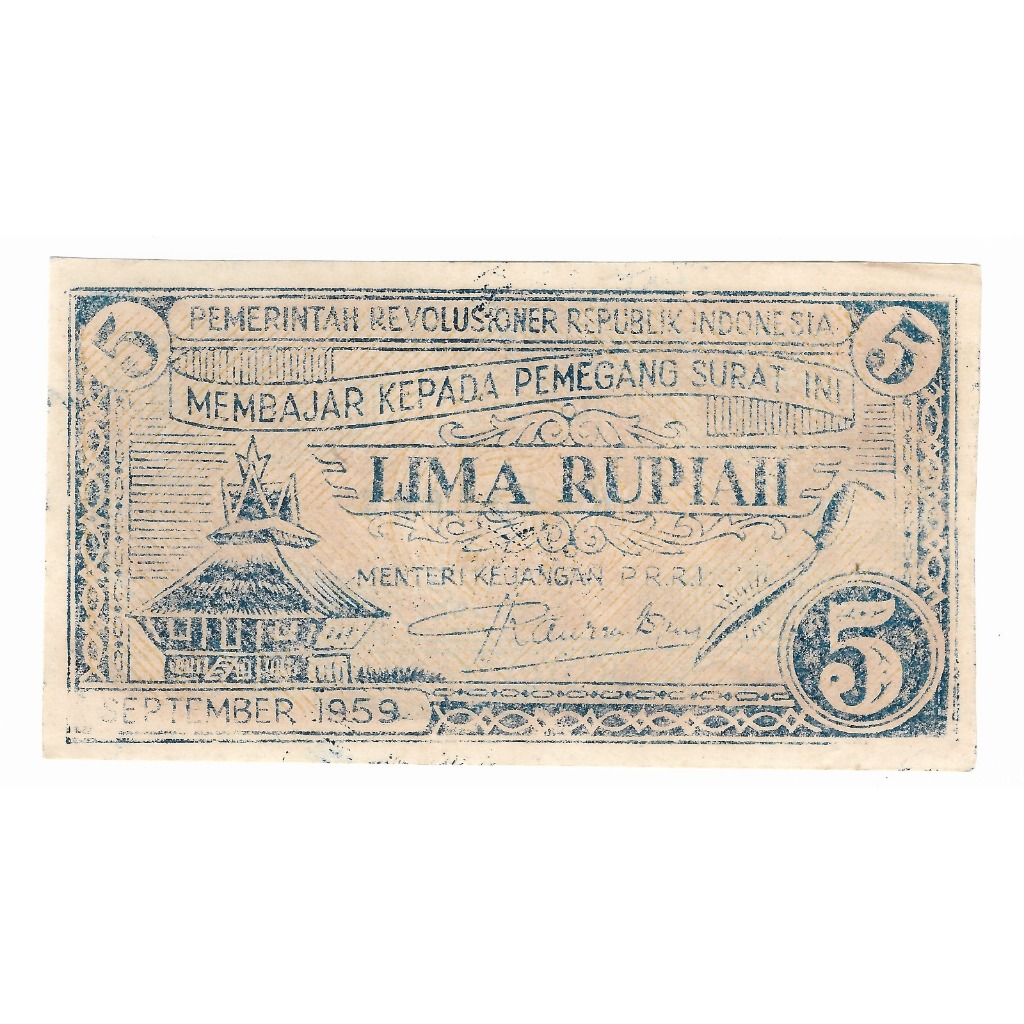 5 PEMERINTAH REVOLUSIONER REPUBLIK INDONESIA 5
MEMBAJAR KEPADA PEMEGANG SURAT INI
LIMA RUPIAH
MENTERI KEUANGAN P.R.R.I.
5
SEPTEMBER 1959